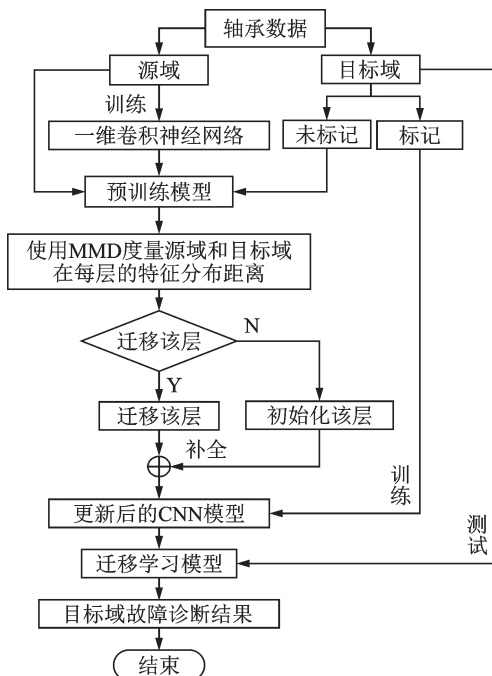 轴承数据
源域
目标域
训练
一维卷积神经网络
未标记
标记
预训练模型
使用MMD度量源域和目标域
在每层的特征分布距离
迁移该层
N
Y
迁移该层
初始化该层
补全
训练
更新后的CNN模型
测试
迁移学习模型
目标域故障诊断结果
结束